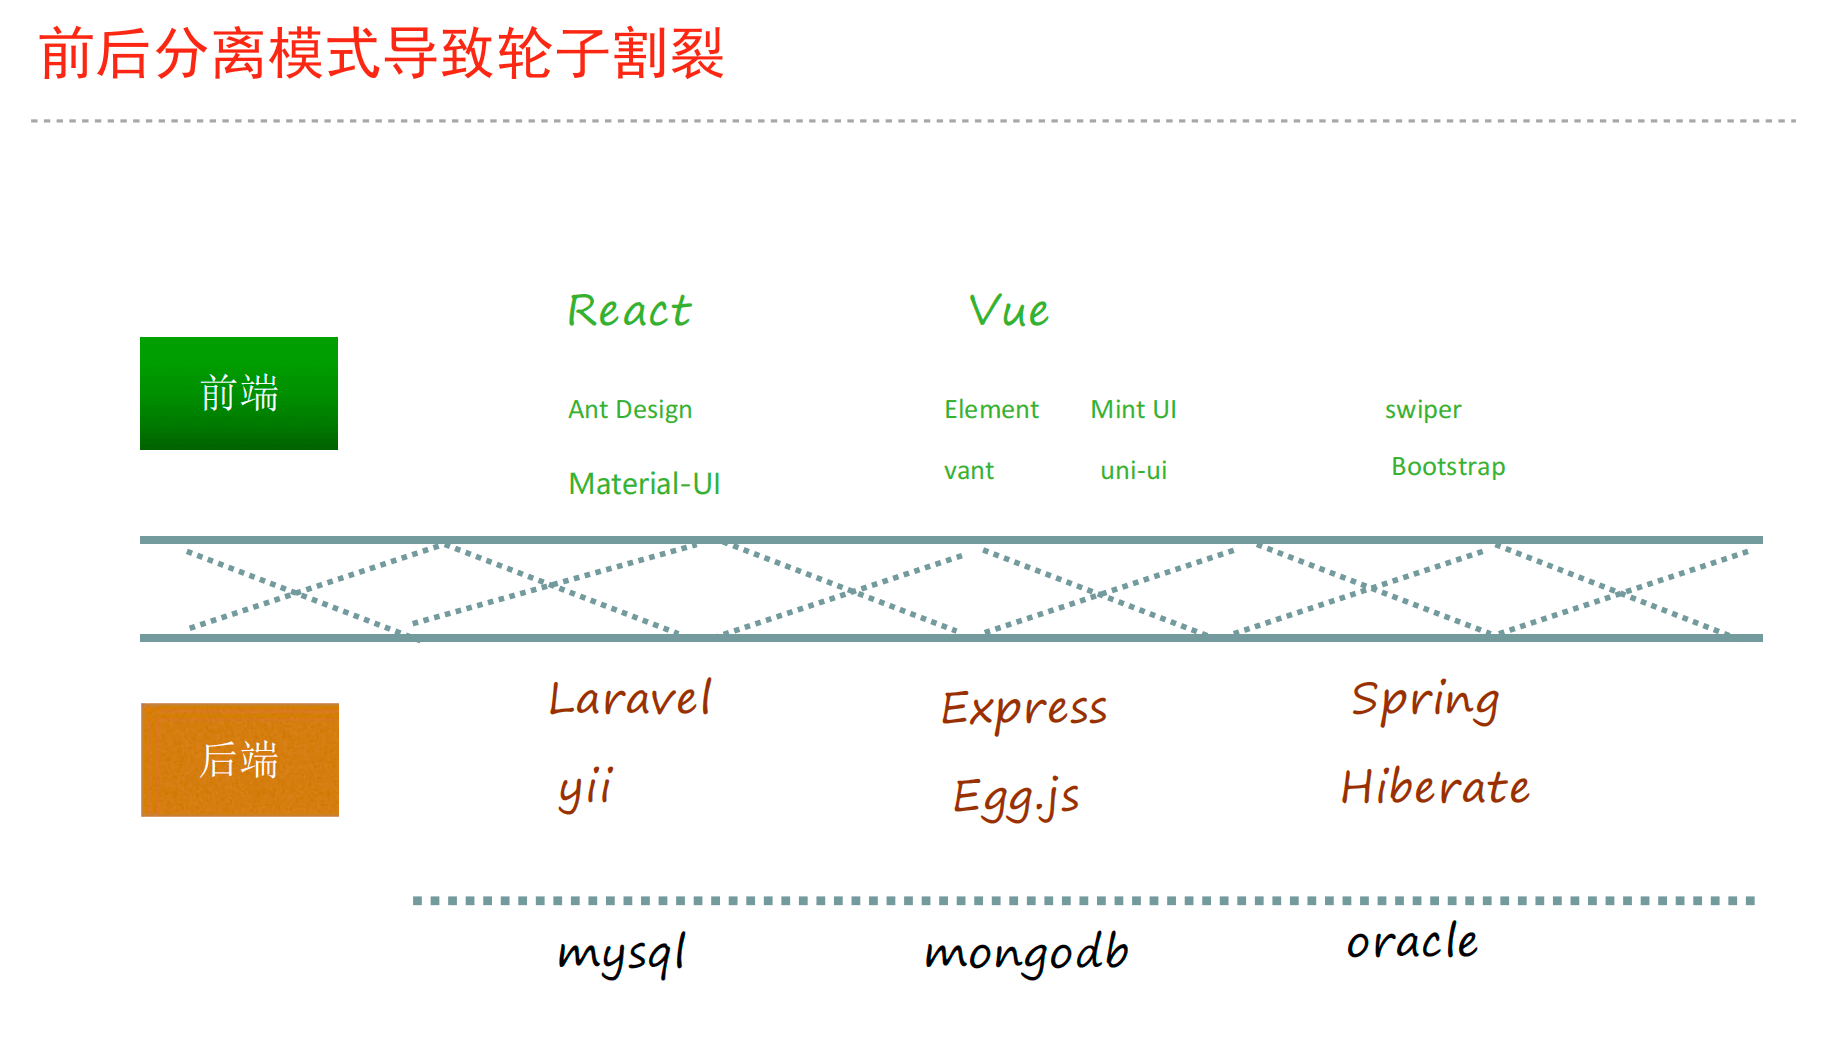 前后分离模式导致轮子割裂
React Vue
前端
Ant Design Element Mint UI swiper
Material-UI vant uni-ui Bootstrap
Laravel Express Spring
后端
yii Egg.js Hiberate
mysql mongodb oracle